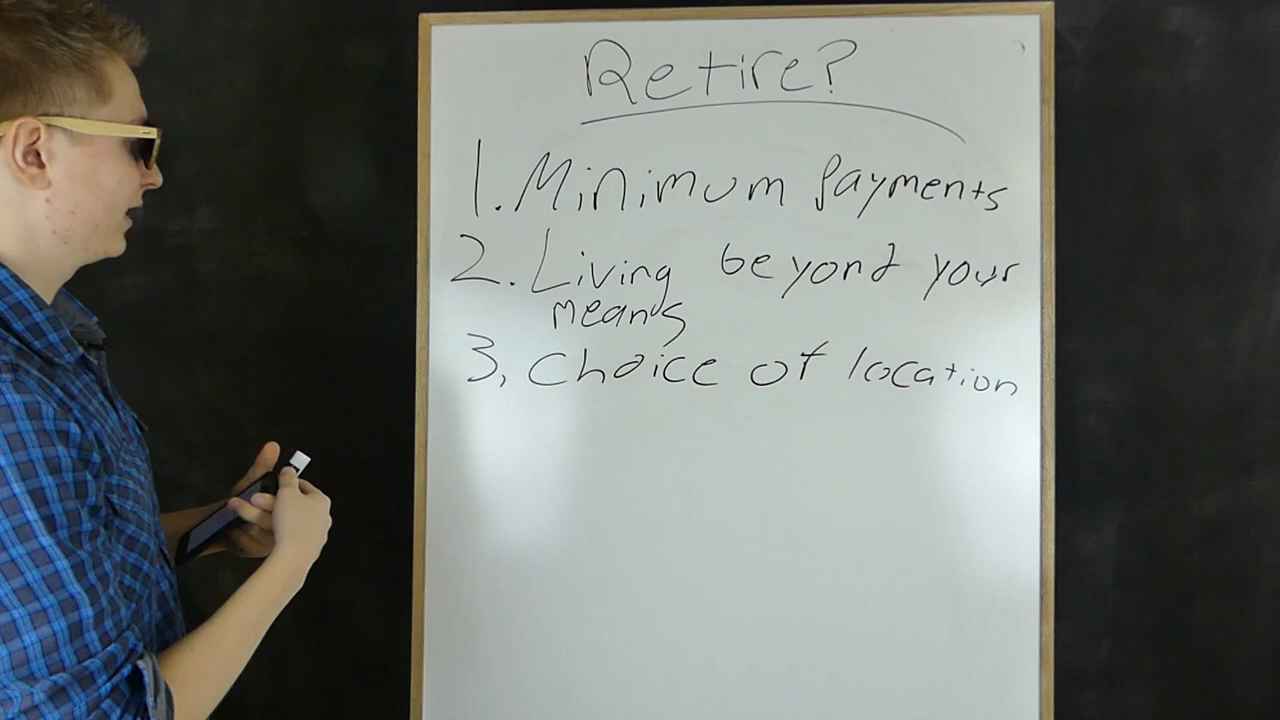 Retire?
1. Minimum Payments
2. Living beyond your
means
3, Choice of location